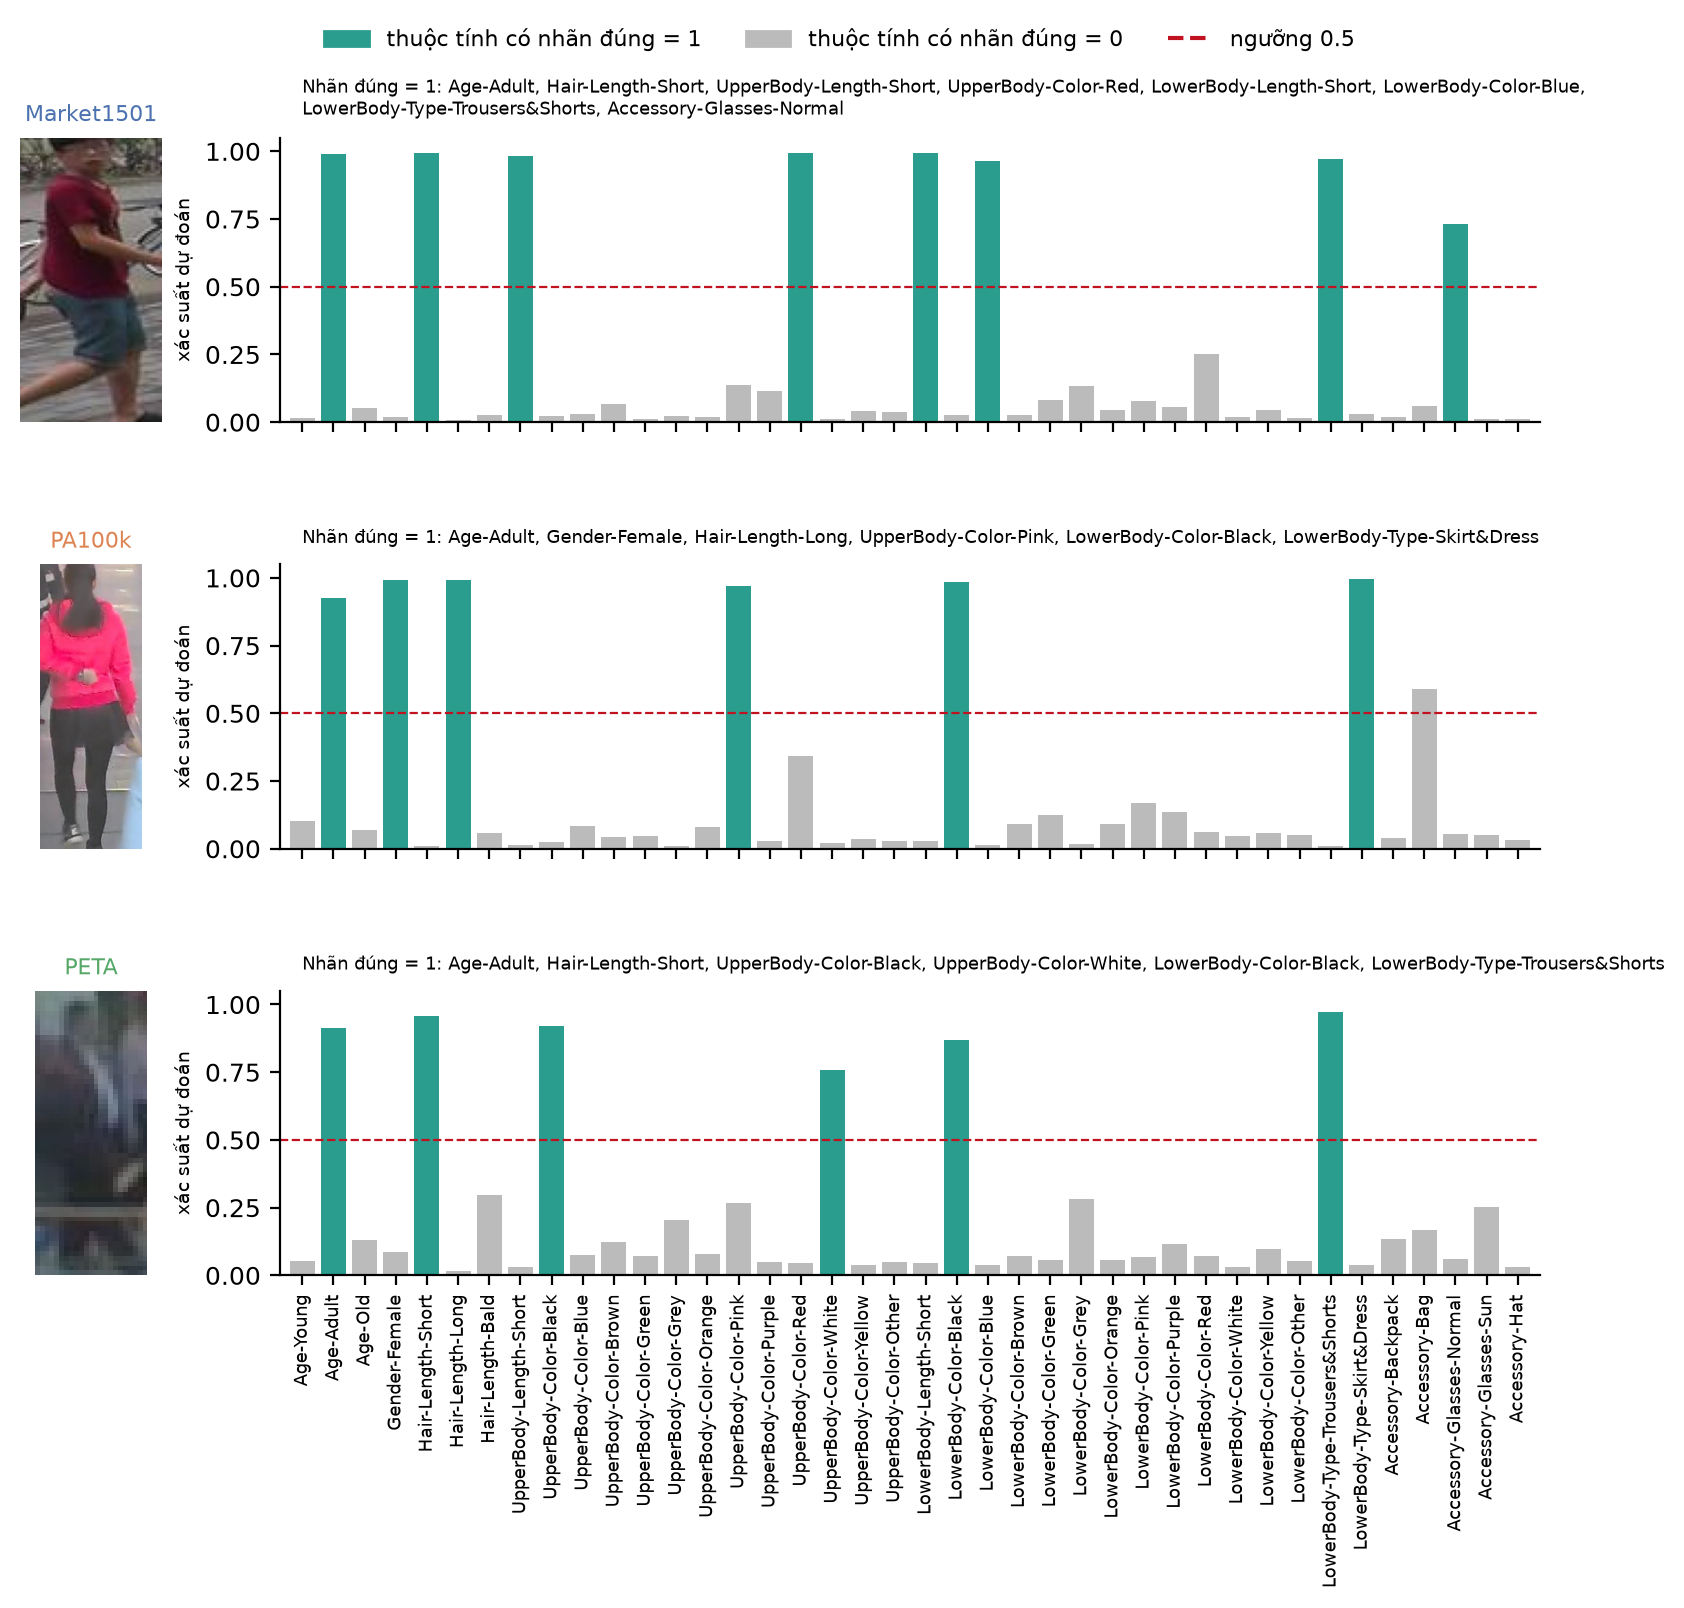 thuộc tính có nhãn đúng = 1
thuộc tính có nhãn đúng = 0
ngưỡng 0.5
Nhãn đúng = 1: Age-Adult, Hair-Length-Short, UpperBody-Length-Short, UpperBody-Color-Red, LowerBody-Length-Short, LowerBody-Color-Blue,
LowerBody-Type-Trousers&Shorts, Accessory-Glasses-Normal
Market1501
xác suất dự đoán
1.00
0.75
0.50
0.25
0.00
Nhãn đúng = 1: Age-Adult, Gender-Female, Hair-Length-Long, UpperBody-Color-Pink, LowerBody-Color-Black, LowerBody-Type-Skirt&Dress
PA100k
xác suất dự đoán
1.00
0.75
0.50
0.25
0.00
Nhãn đúng = 1: Age-Adult, Hair-Length-Short, UpperBody-Color-Black, UpperBody-Color-White, LowerBody-Color-Black, LowerBody-Type-Trousers&Shorts
PETA
xác suất dự đoán
1.00
0.75
0.50
0.25
0.00
Age-Young
Age-Adult
Age-Old
Gender-Female
Hair-Length-Short
Hair-Length-Long
Hair-Length-Bald
UpperBody-Length-Short
UpperBody-Color-Black
UpperBody-Color-Blue
UpperBody-Color-Brown
UpperBody-Color-Green
UpperBody-Color-Grey
UpperBody-Color-Orange
UpperBody-Color-Pink
UpperBody-Color-Purple
UpperBody-Color-Red
UpperBody-Color-White
UpperBody-Color-Yellow
UpperBody-Color-Other
LowerBody-Length-Short
LowerBody-Color-Black
LowerBody-Color-Blue
LowerBody-Color-Brown
LowerBody-Color-Green
LowerBody-Color-Grey
LowerBody-Color-Orange
LowerBody-Color-Pink
LowerBody-Color-Purple
LowerBody-Color-Red
LowerBody-Color-White
LowerBody-Color-Yellow
LowerBody-Color-Other
LowerBody-Type-Trousers&Shorts
LowerBody-Type-Skirt&Dress
Accessory-Backpack
Accessory-Bag
Accessory-Glasses-Normal
Accessory-Glasses-Sun
Accessory-Hat